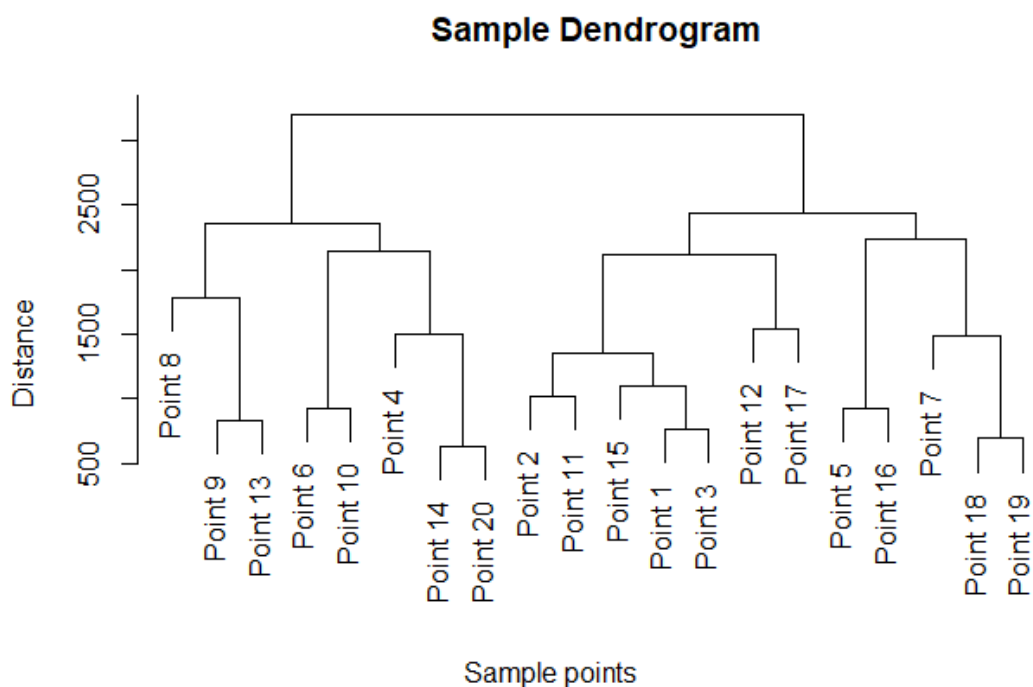 Sample Dendrogram
Distance
2500
1500
500
Point 8
Point 9
Point 13
Point 6
Point 10
Point 4
Point 14
Point 20
Point 2
Point 11
Point 15
Point 1
Point 3
Point 12
Point 17
Point 5
Point 16
Point 7
Point 18
Point 19
Sample points